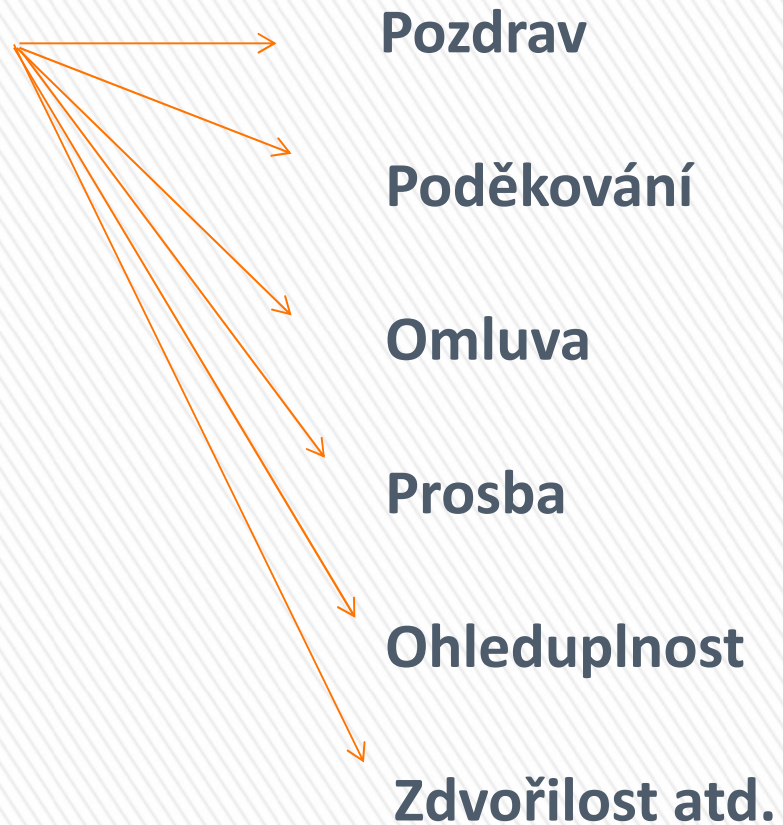 Pozdrav
Poděkování
Omluva
Prosba
Ohleduplnost
Zdvořilost atd.